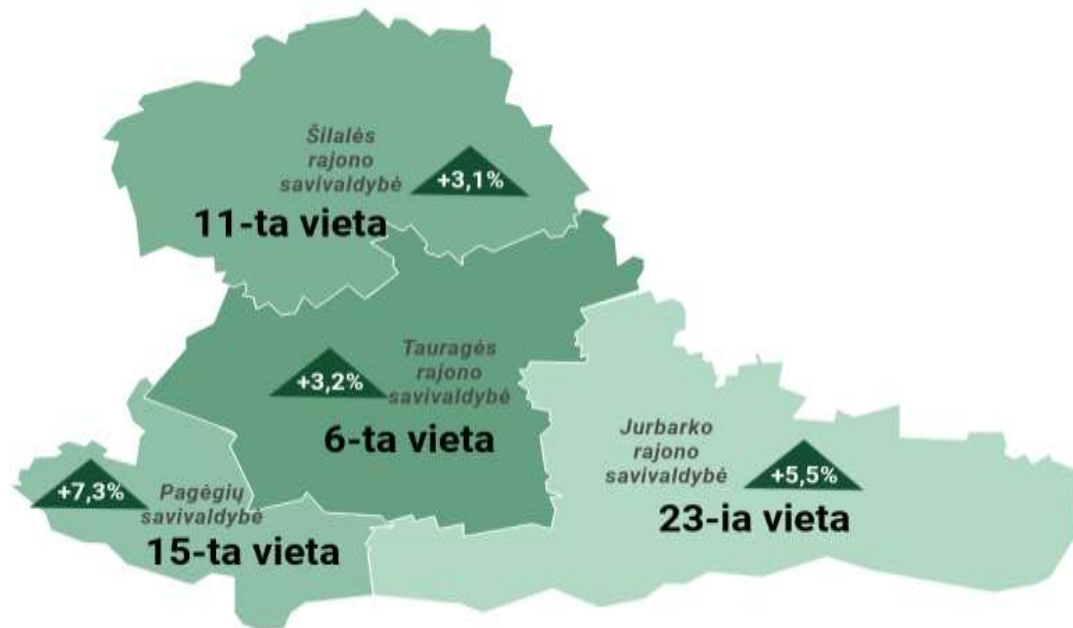 Šilalės
rajono
savivaldybė
+3,1%
11-ta vieta
Tauragės
rajono
savivaldybė
+3,2%
6-ta vieta
Jurbarko
rajono
savivaldybė
+5,5%
23-ia vieta
+7,3%
Pagėgių
savivaldybė
15-ta vieta